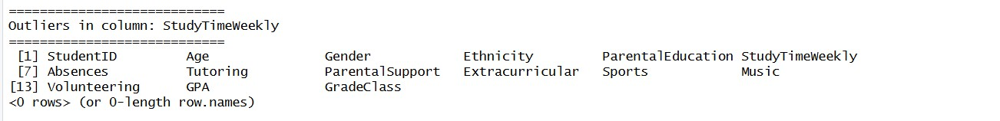 ============================
Outliers in column: StudyTimeWeekly
============================
[1] StudentID Age Gender Ethnicity ParentalEducation StudyTimeWeekly
[7] Absences Tutoring ParentalSupport Extracurricular Sports Music
[13] Volunteering GPA GradeClass
<0 rows> (or 0-length row.names)